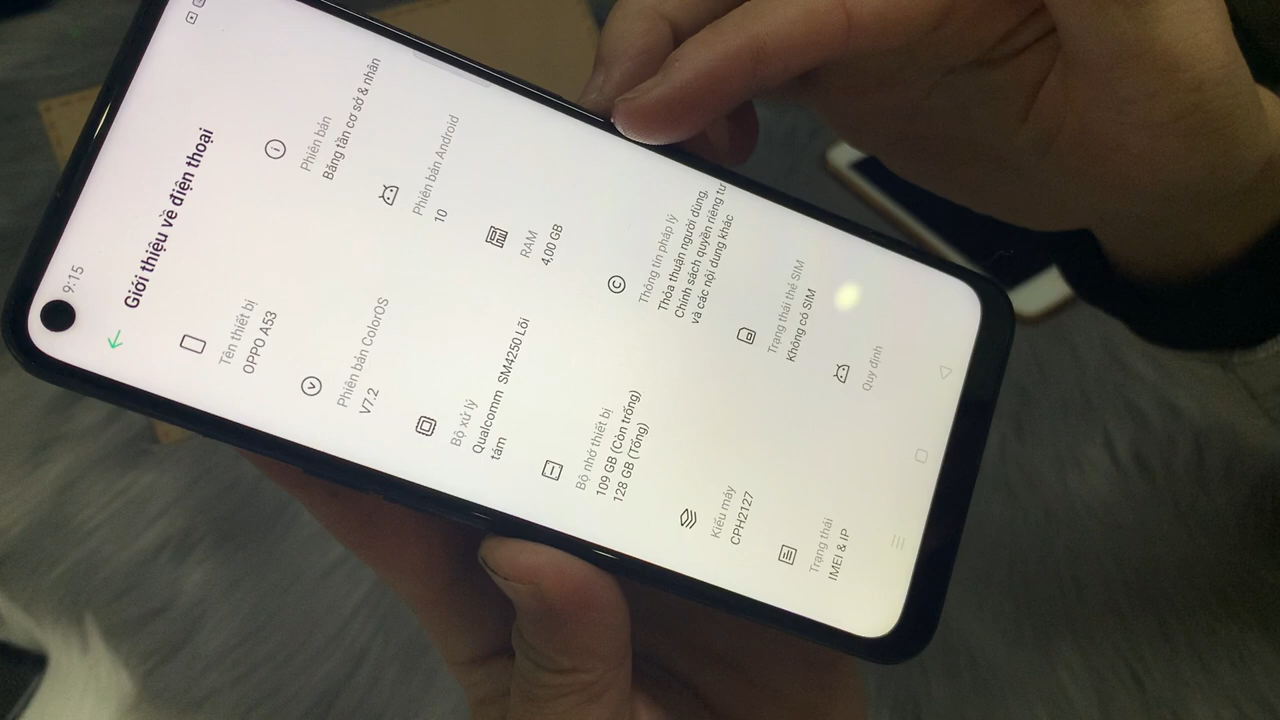 9:15
Giới thiệu về điện thoại
Tên thiết bị
OPPO A53
Phiên bản
Băng tần cơ sở & nhân
Phiên bản ColorOS
V7.2
Phiên bản Android
10
Bộ xử lý
Qualcomm SM4250 Lõi
tám
RAM
4,00 GB
Bộ nhớ thiết bị
109 GB (Còn trống)
128 GB (Tổng)
Thông tin pháp lý
Thỏa thuận người dùng,
Chính sách quyền riêng tư
và các nội dung khác
Kiểu máy
CPH2127
Trạng thái thẻ SIM
Không có SIM
Trạng thái
IMEI & IP
Quy định